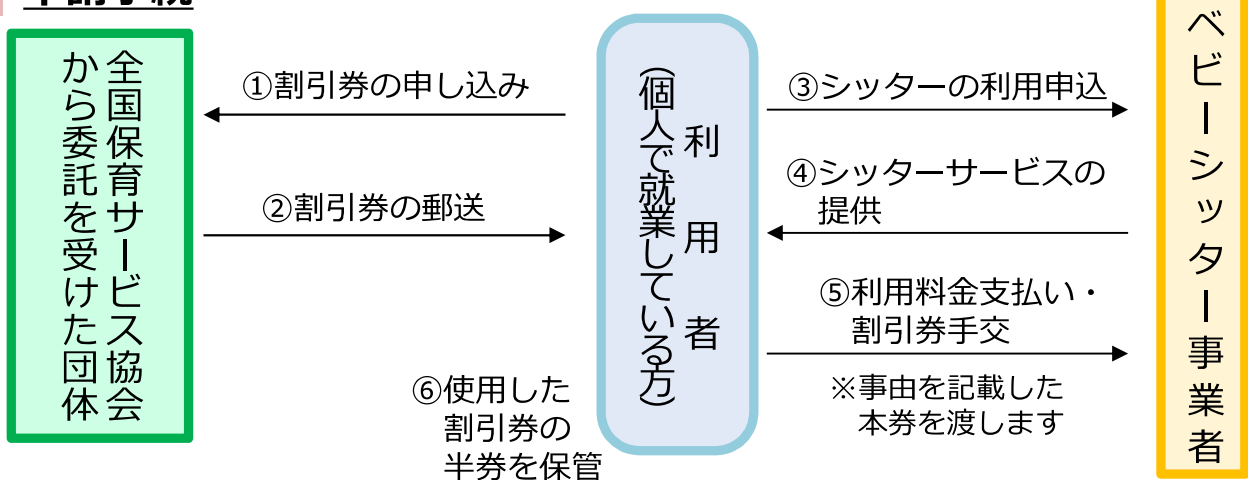 申請手続
全国保育サービス協会
から委託を受けた団体
①割引券の申し込み
②割引券の郵送
利用者
(個人で就業している方)
⑥使用した
割引券の
半券を保管
③シッターの利用申込
④シッターサービスの
提供
⑤利用料金支払い・
割引券手交
※事由を記載した
本券を渡します
ベビーシッター事業者